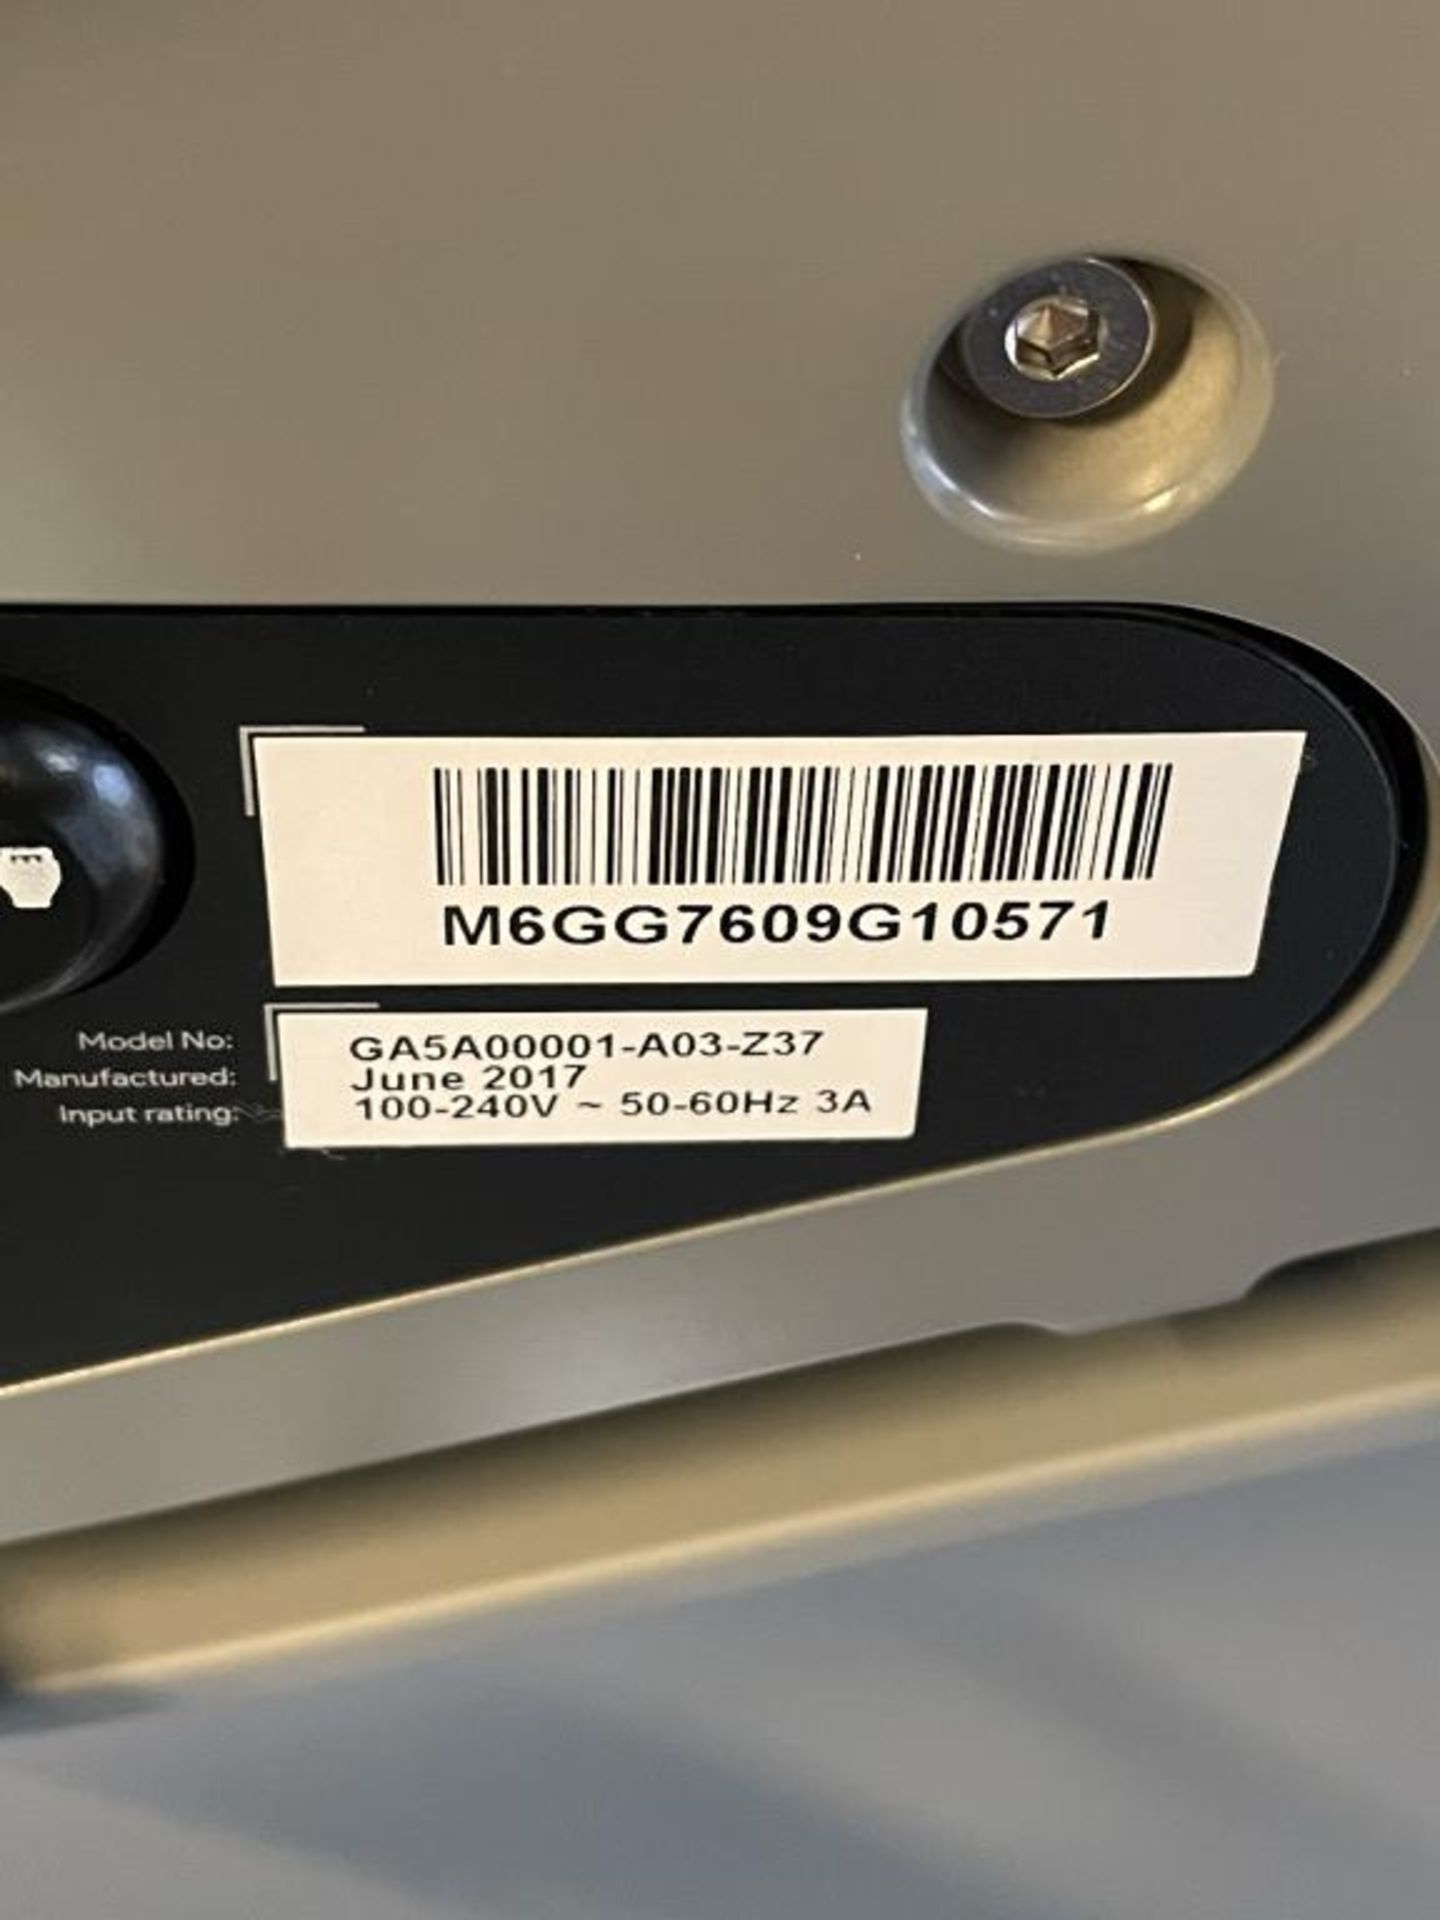 M6GG7609G10571
Model No: GA5A00001-A03-Z37
Manufactured: June 2017
Input rating: 100-240V ~ 50-60Hz 3A